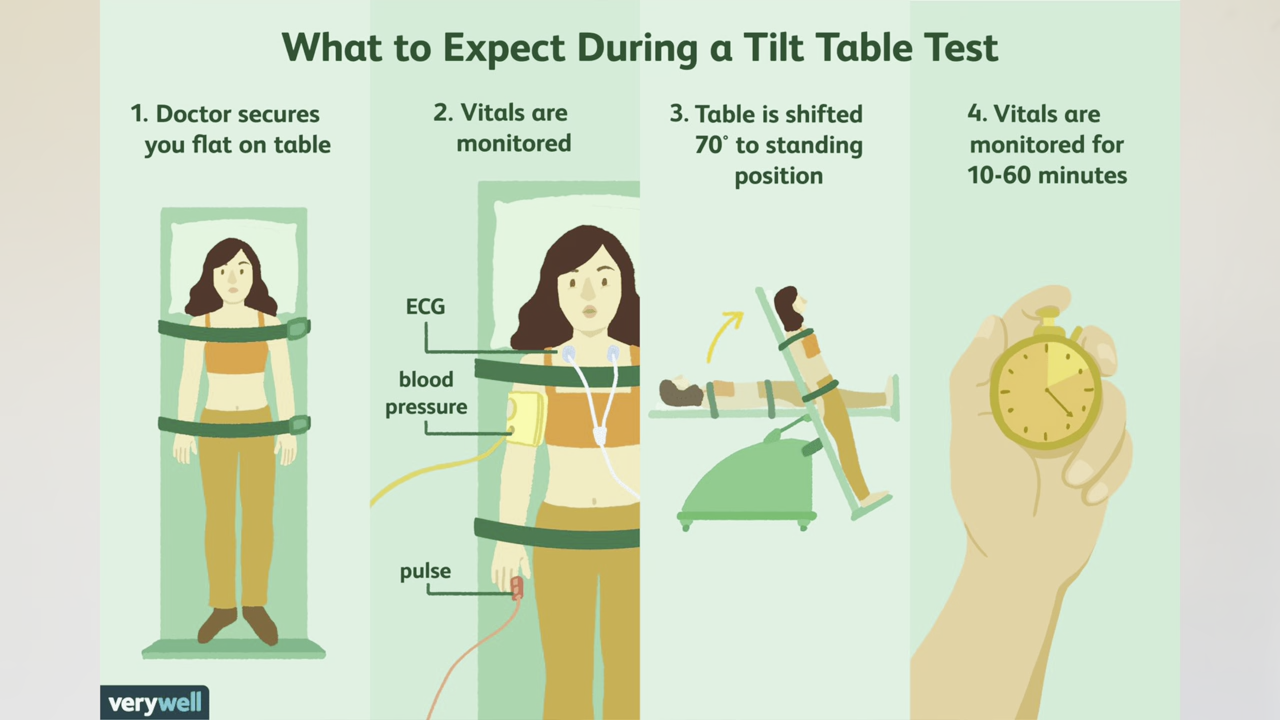 What to Expect During a Tilt Table Test
1. Doctor secures
you flat on table
2. Vitals are
monitored
ECG
blood
pressure
pulse
3. Table is shifted
70° to standing
position
4. Vitals are
monitored for
10-60 minutes
verywell